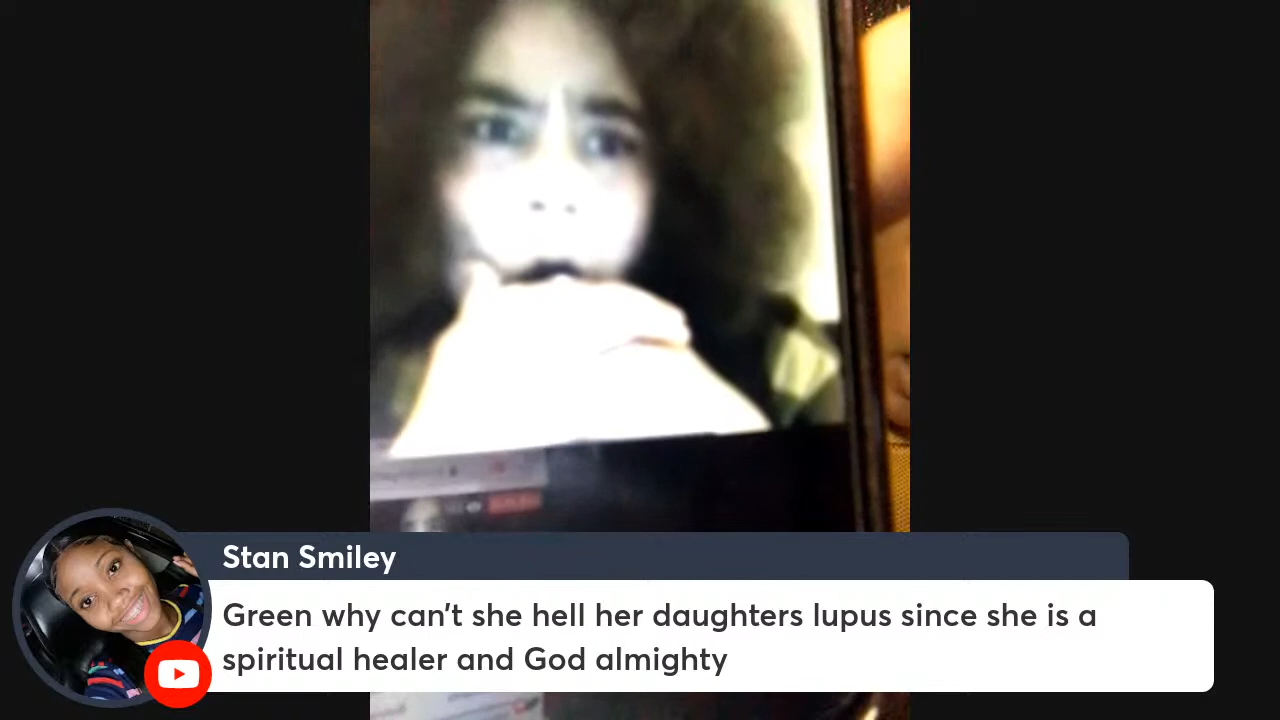 Stan Smiley
Green why can't she hell her daughters lupus since she is a
spiritual healer and God almighty